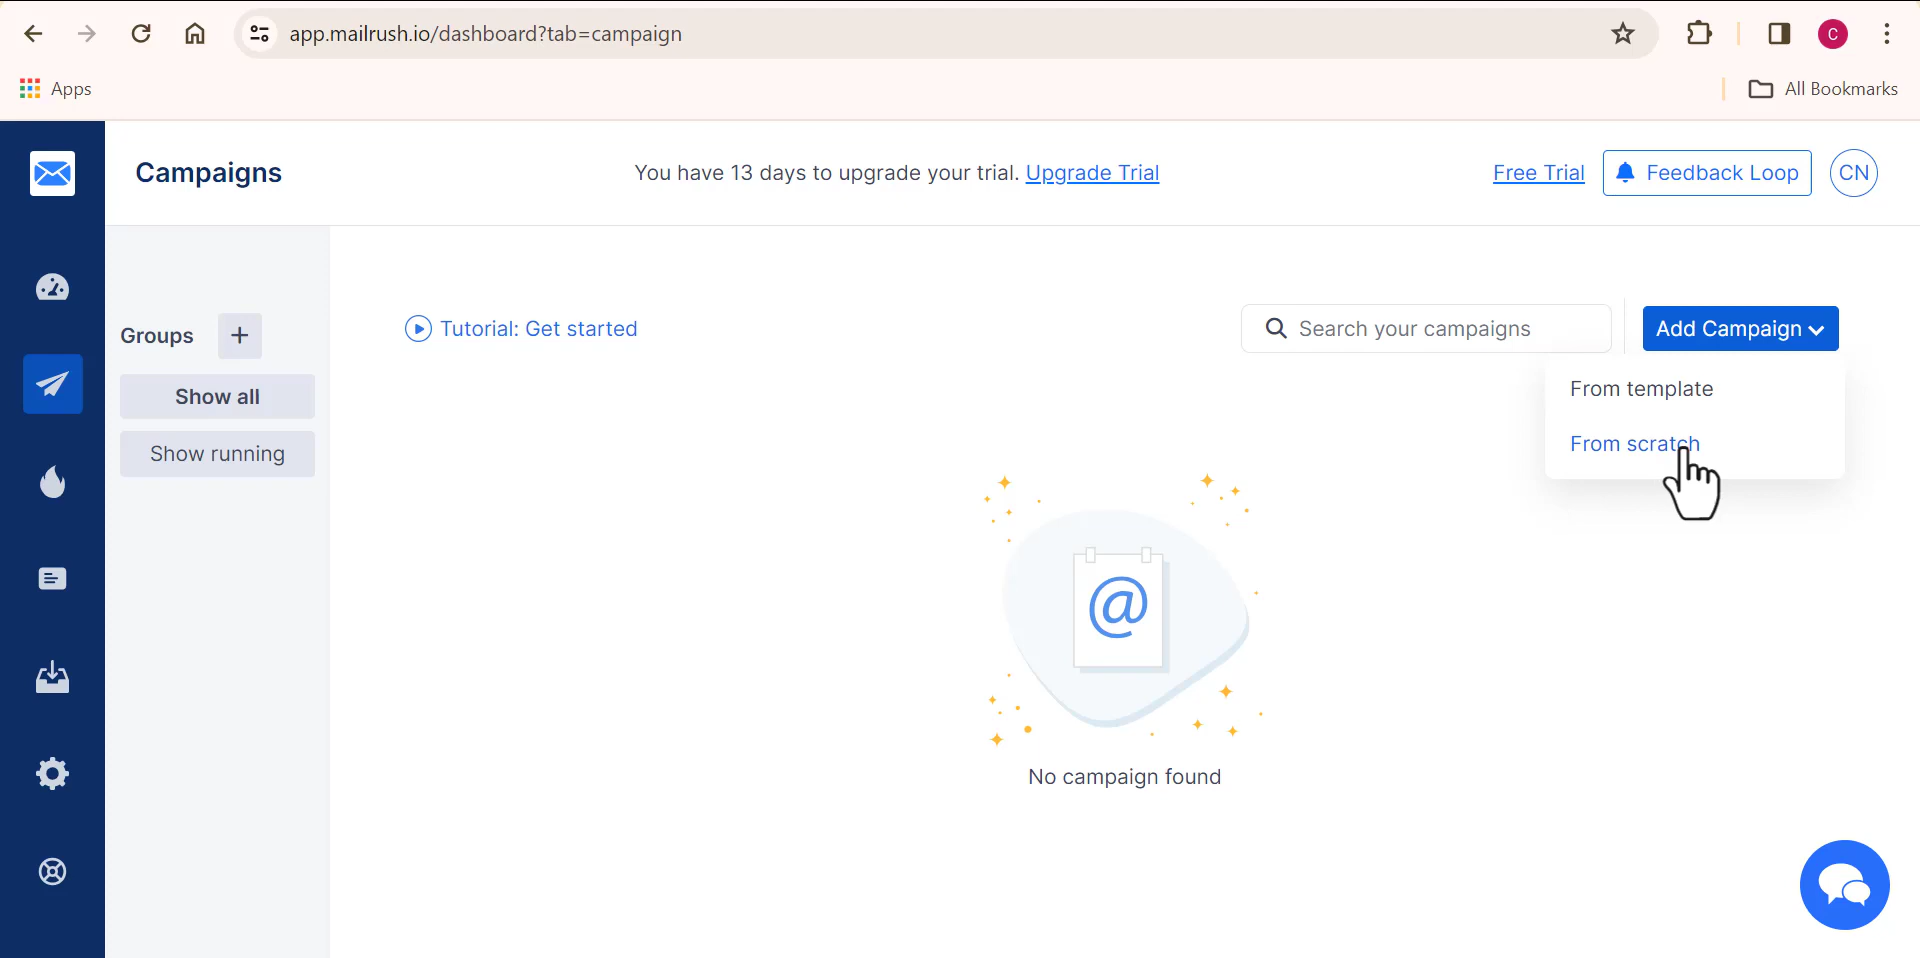 app.mailrush.io/dashboard?tab=campaign
C
Apps
All Bookmarks
Campaigns
You have 13 days to upgrade your trial. Upgrade Trial
Free Trial
Feedback Loop
CN
Groups +
Tutorial: Get started
Search your campaigns
Add Campaign
Show all
From template
Show running
From scratch
@
No campaign found